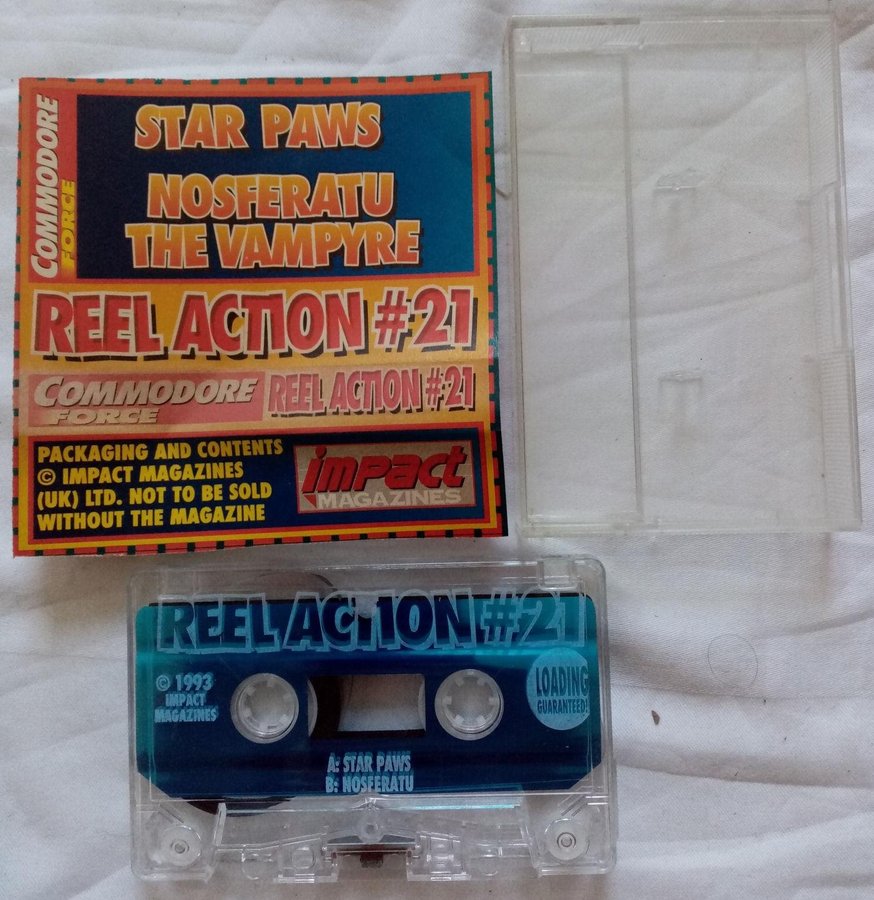 COMMODORE
FORCE
STAR PAWS
NOSFERATU
THE VAMPYRE
REEL ACTION #21
COMMODORE
FORCE
REEL ACTION #21
PACKAGING AND CONTENTS
© IMPACT MAGAZINES
(UK) LTD. NOT TO BE SOLD
WITHOUT THE MAGAZINE
impact
MAGAZINES
REEL ACTION #21
© 1993
IMPACT
MAGAZINES
LOADING
GUARANTEED!
A: STAR PAWS
B: NOSFERATU